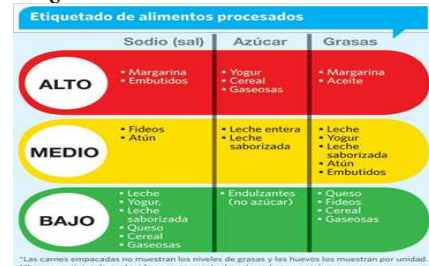 Etiquetado de alimentos procesados
Sodio (sal) Azúcar Grasas
ALTO
• Margarina
• Embutidos
• Yogur
• Cereal
• Gaseosas
• Margarina
• Aceite
MEDIO
• Fideos
• Atún
• Leche entera
• Leche
saborizada
• Leche
• Yogur
• Leche
saborizada
• Atún
• Embutidos
BAJO
• Leche
• Yogur,
• Leche
saborizada
• Queso
• Cereal
• Gaseosas
• Endulzantes
(no azúcar)
• Queso
• Fideos
• Cereal
• Gaseosas
*Las carnes empacadas no muestran los niveles de grasas y los huevos los muestran por unidad.